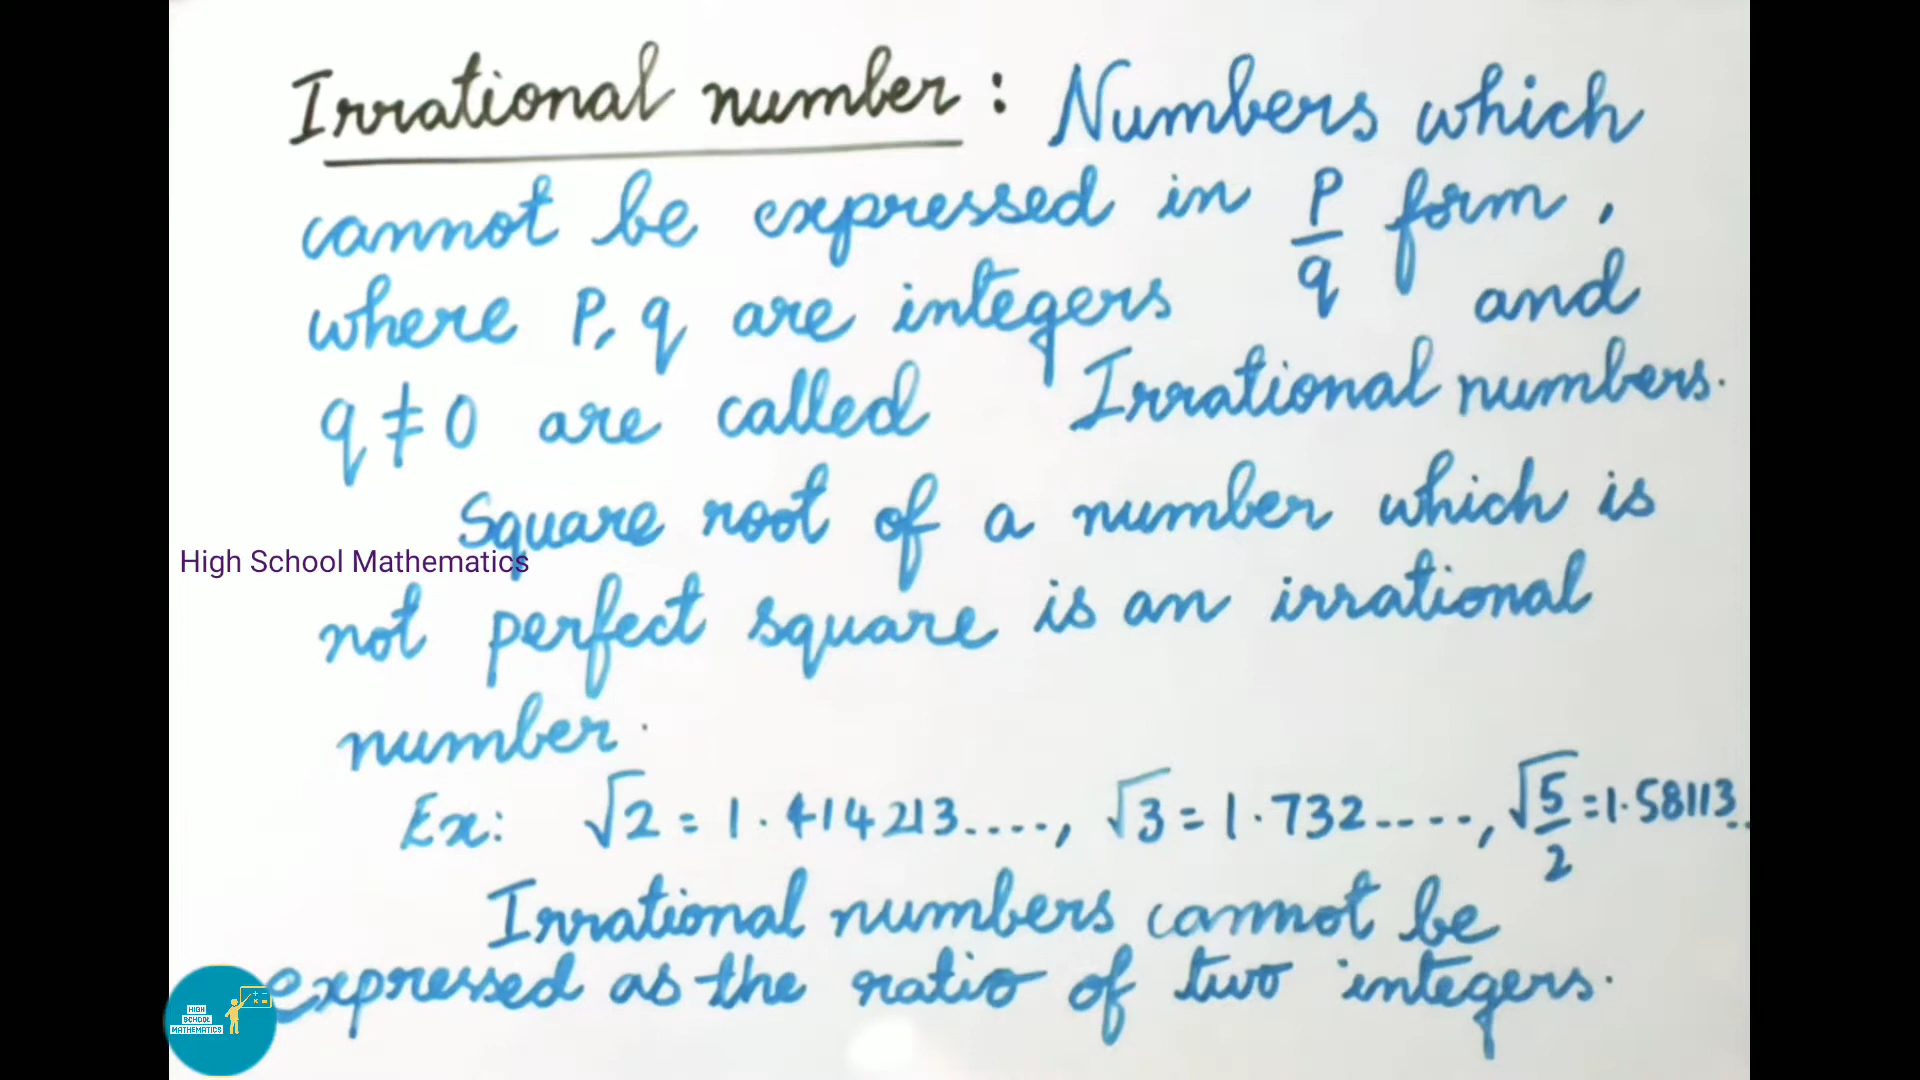 Irrational number : Numbers which
cannot be expressed in P/q form,
where P, q are integers and
q ≠ 0 are called Irrational numbers.
Square root of a number which is
High School Mathematics
not perfect square is an irrational
number.
Ex: √2 = 1.414213...., √3 = 1.732....., √5/2 = 1.58113..
Irrational numbers cannot be
expressed as the ratio of two integers.
HIGH
SCHOOL
MATHEMATICS